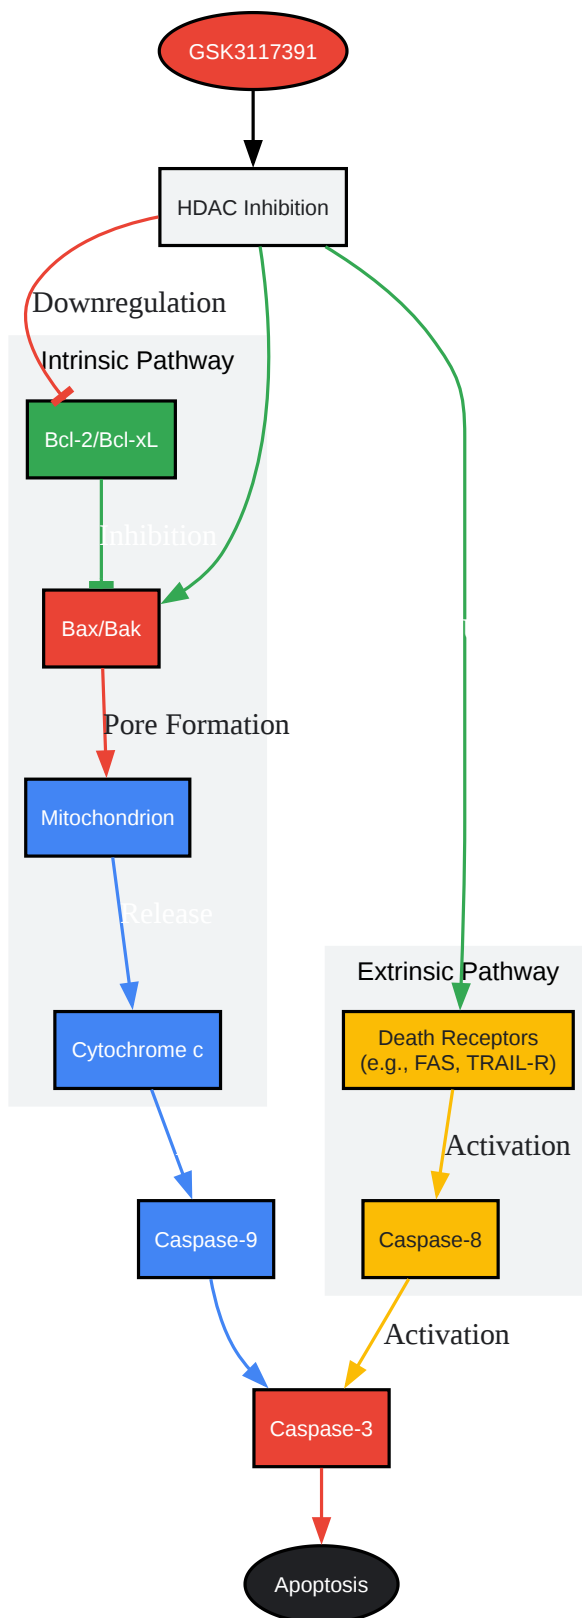 GSK3117391
HDAC Inhibition
Downregulation
Intrinsic Pathway
Bcl-2/Bcl-xL
Inhibition
Bax/Bak
Pore Formation
Mitochondrion
Release
Extrinsic Pathway
Cytochrome c
Death Receptors
(e.g., FAS, TRAIL-R)
Activation
Caspase-9
Caspase-8
Activation
Caspase-3
Apoptosis